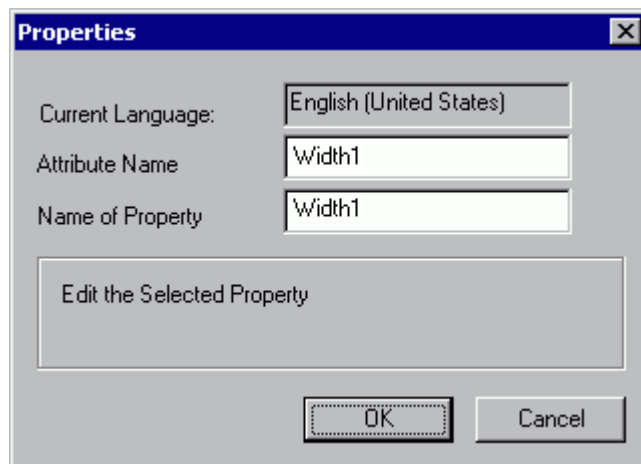 Properties
Current Language: English (United States)
Attribute Name Width1
Name of Property Width1
Edit the Selected Property
OK Cancel